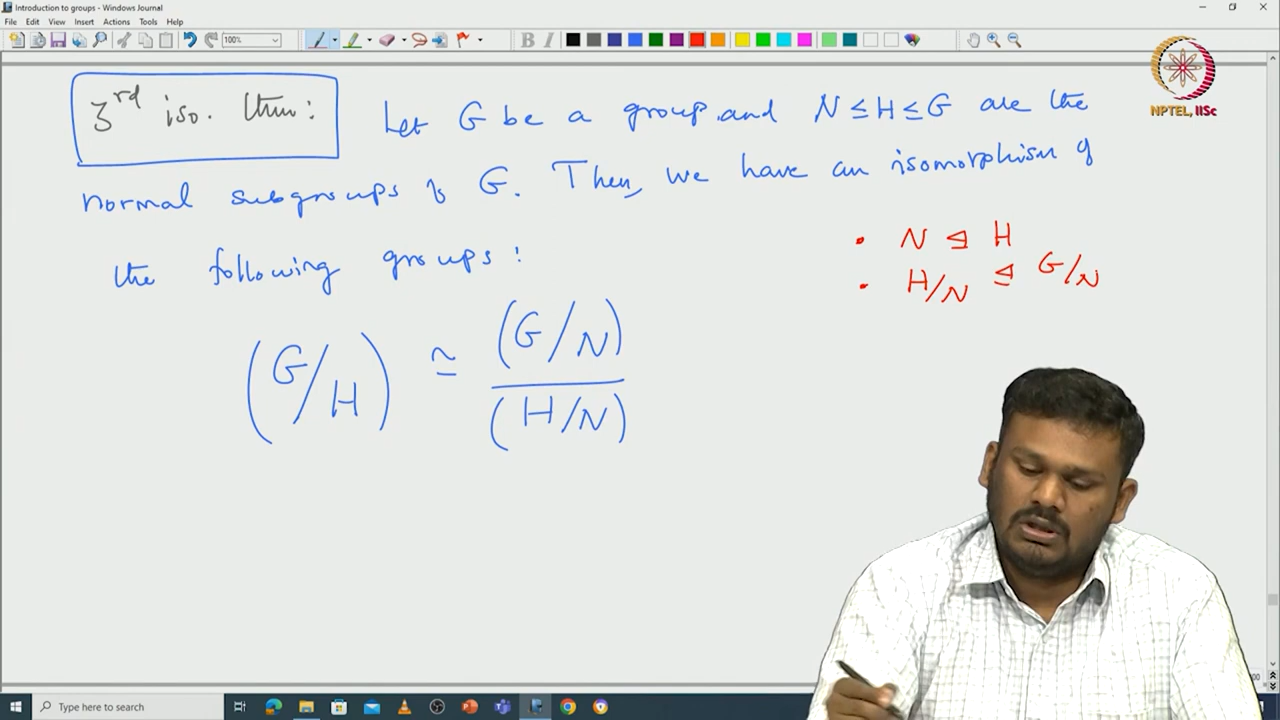 Introduction to groups - Windows Journal
File Edit View Insert Actions Tools Help
100%
B I
NPTEL, IISc
3rd iso. thm: Let G be a group and N ≤ H ≤ G are the
normal subgroups of G. Then, we have an isomorphism of
the following groups:
• N ⊴ H
• H/N ⊴ G/N
(G/H) ≃ (G/N)
(H/N)
Type here to search